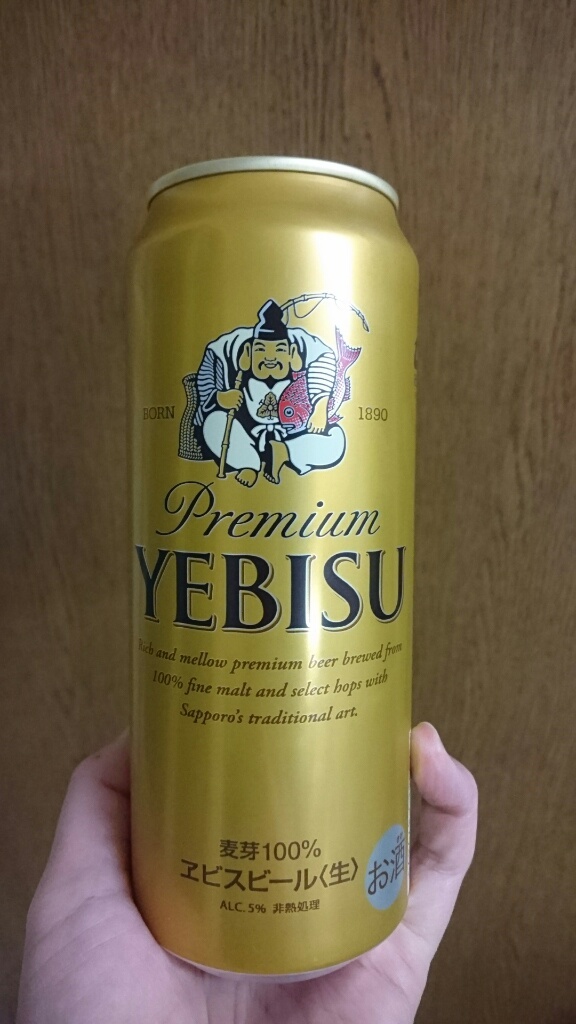 BORN 1890
Premium
YEBISU
Rich and mellow premium beer brewed from
100% fine malt and select hops with
Sapporo's traditional art.
麦芽100%
ヱビスビール〈生〉
お酒
ALC.5% 非熱処理